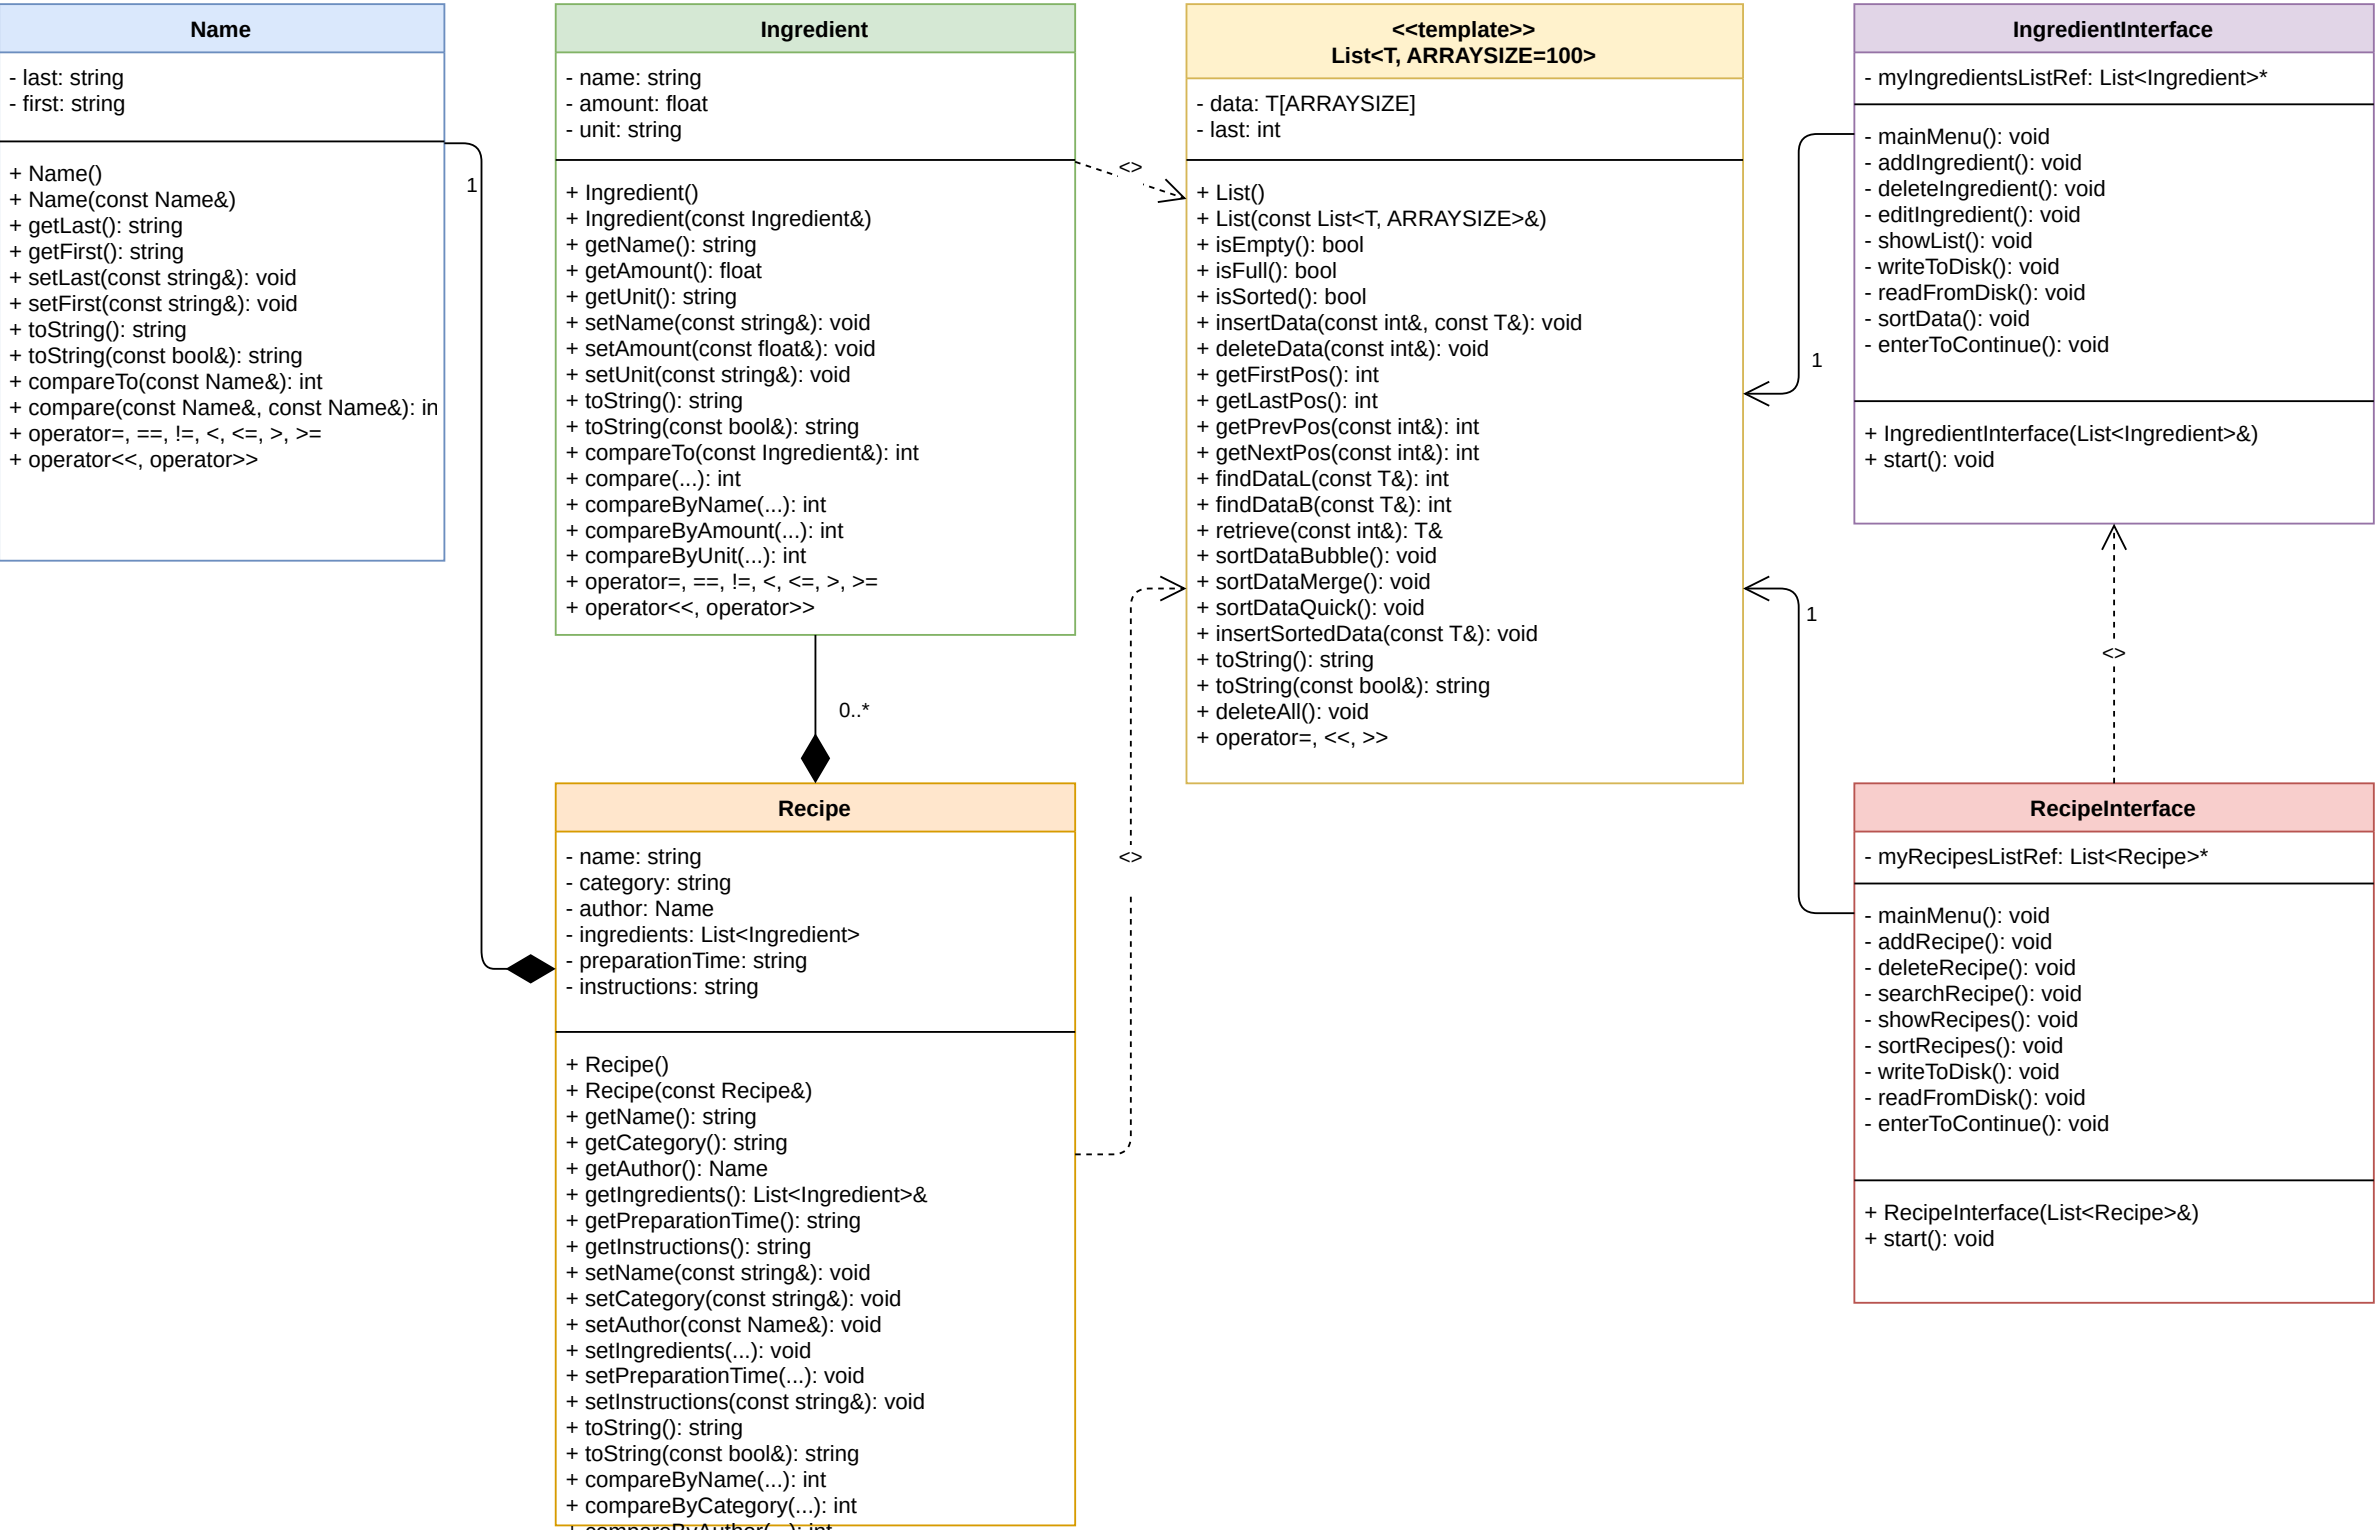 Name
- last: string
- first: string
+ Name()
+ Name(const Name&)
+ getLast(): string
+ getFirst(): string
+ setLast(const string&): void
+ setFirst(const string&): void
+ toString(): string
+ toString(const bool&): string
+ compareTo(const Name&): int
+ compare(const Name&, const Name&): in
+ operator=, ==, !=, <, <=, >, >=
+ operator<<, operator>>
1
Ingredient
- name: string
- amount: float
- unit: string
+ Ingredient()
+ Ingredient(const Ingredient&)
+ getName(): string
+ getAmount(): float
+ getUnit(): string
+ setName(const string&): void
+ setAmount(const float&): void
+ setUnit(const string&): void
+ toString(): string
+ toString(const bool&): string
+ compareTo(const Ingredient&): int
+ compare(...): int
+ compareByName(...): int
+ compareByAmount(...): int
+ compareByUnit(...): int
+ operator=, ==, !=, <, <=, >, >=
+ operator<<, operator>>
0..*
<>
Recipe
- name: string
- category: string
- author: Name
- ingredients: List<Ingredient>
- preparationTime: string
- instructions: string
+ Recipe()
+ Recipe(const Recipe&)
+ getName(): string
+ getCategory(): string
+ getAuthor(): Name
+ getIngredients(): List<Ingredient>&
+ getPreparationTime(): string
+ getInstructions(): string
+ setName(const string&): void
+ setCategory(const string&): void
+ setAuthor(const Name&): void
+ setIngredients(...): void
+ setPreparationTime(...): void
+ setInstructions(const string&): void
+ toString(): string
+ toString(const bool&): string
+ compareByName(...): int
+ compareByCategory(...): int
+ compareByAuthor(...): int
<>
<<template>>
List<T, ARRAYSIZE=100>
- data: T[ARRAYSIZE]
- last: int
+ List()
+ List(const List<T, ARRAYSIZE>&)
+ isEmpty(): bool
+ isFull(): bool
+ isSorted(): bool
+ insertData(const int&, const T&): void
+ deleteData(const int&): void
+ getFirstPos(): int
+ getLastPos(): int
+ getPrevPos(const int&): int
+ getNextPos(const int&): int
+ findDataL(const T&): int
+ findDataB(const T&): int
+ retrieve(const int&): T&
+ sortDataBubble(): void
+ sortDataMerge(): void
+ sortDataQuick(): void
+ insertSortedData(const T&): void
+ toString(): string
+ toString(const bool&): string
+ deleteAll(): void
+ operator=, <<, >>
1
1
IngredientInterface
- myIngredientsListRef: List<Ingredient>*
- mainMenu(): void
- addIngredient(): void
- deleteIngredient(): void
- editIngredient(): void
- showList(): void
- writeToDisk(): void
- readFromDisk(): void
- sortData(): void
- enterToContinue(): void
+ IngredientInterface(List<Ingredient>&)
+ start(): void
<>
RecipeInterface
- myRecipesListRef: List<Recipe>*
- mainMenu(): void
- addRecipe(): void
- deleteRecipe(): void
- searchRecipe(): void
- showRecipes(): void
- sortRecipes(): void
- writeToDisk(): void
- readFromDisk(): void
- enterToContinue(): void
+ RecipeInterface(List<Recipe>&)
+ start(): void